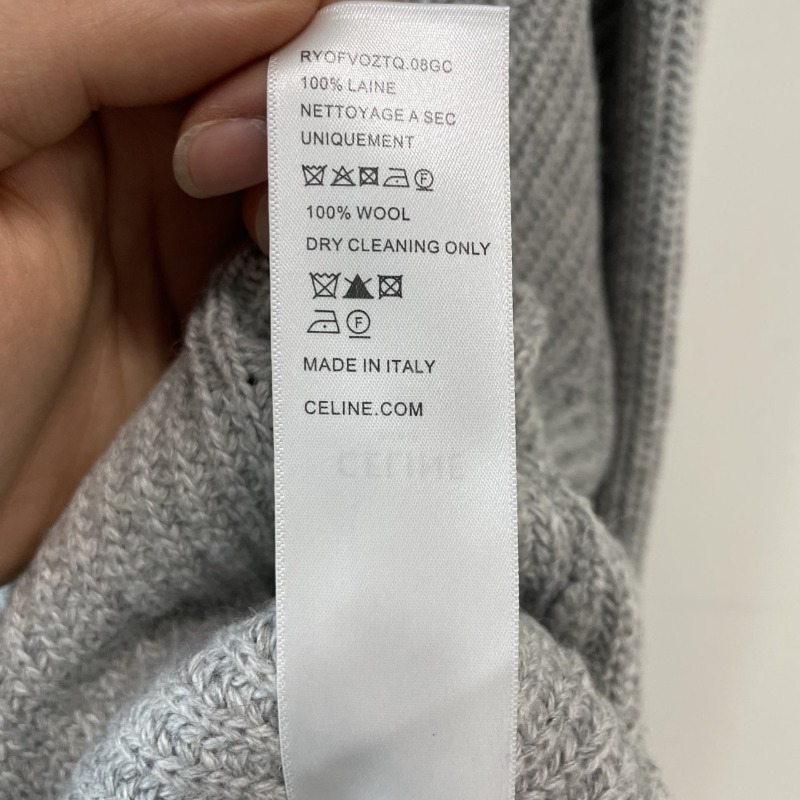 RYOFVOZTQ.08GC
100% LAINE
NETTOYAGE A SEC
UNIQUEMENT
F
100% WOOL
DRY CLEANING ONLY
F
MADE IN ITALY
CELINE.COM
CELINE